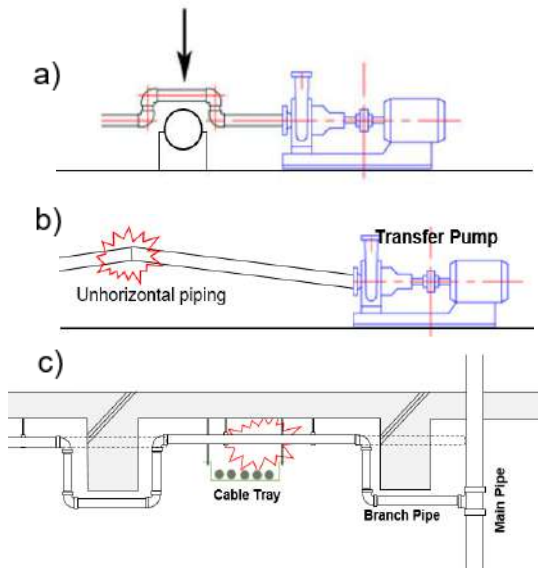 a)
b)
Transfer Pump
Unhorizontal piping
c)
Cable Tray
Branch Pipe
Main Pipe